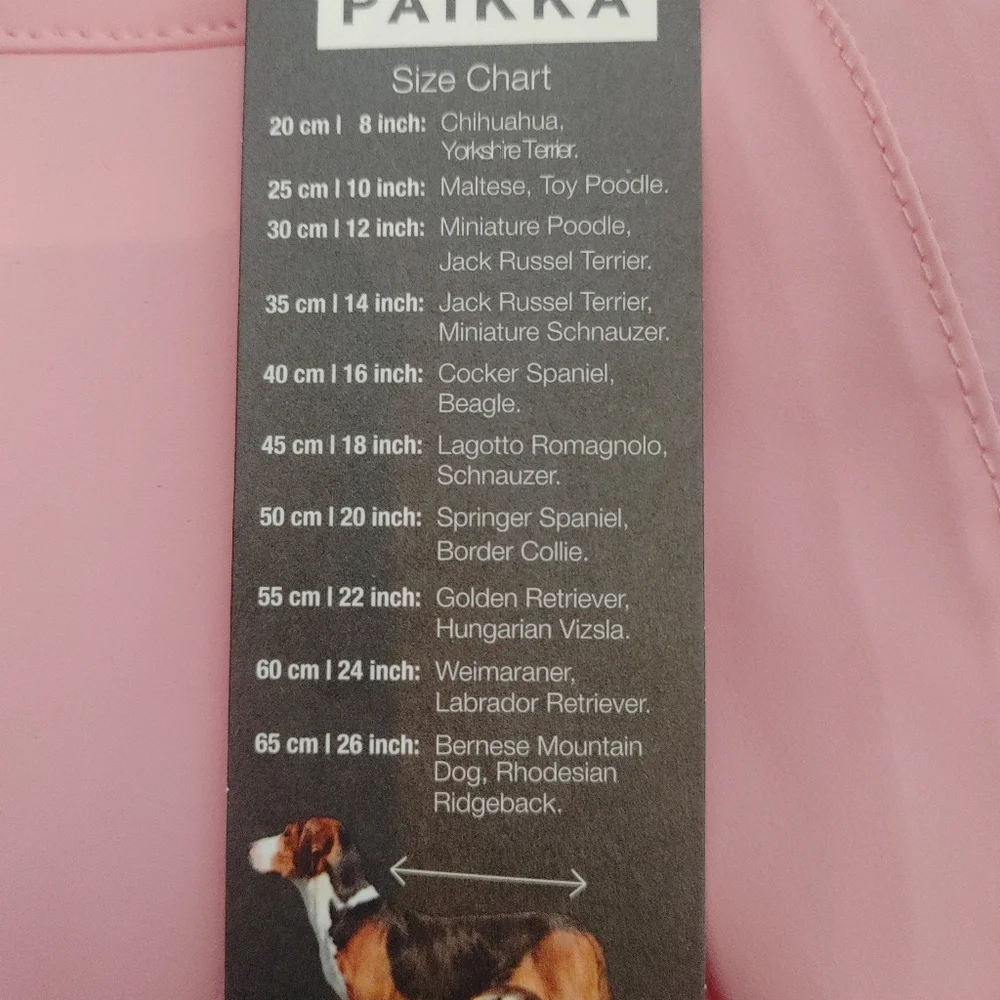 PAIKKA
Size Chart
20 cm | 8 inch: Chihuahua,
Yorkshire Terrier.
25 cm | 10 inch: Maltese, Toy Poodle.
30 cm | 12 inch: Miniature Poodle,
Jack Russel Terrier.
35 cm | 14 inch: Jack Russel Terrier,
Miniature Schnauzer.
40 cm | 16 inch: Cocker Spaniel,
Beagle.
45 cm | 18 inch: Lagotto Romagnolo,
Schnauzer.
50 cm | 20 inch: Springer Spaniel,
Border Collie.
55 cm | 22 inch: Golden Retriever,
Hungarian Vizsla.
60 cm | 24 inch: Weimaraner,
Labrador Retriever.
65 cm | 26 inch: Bernese Mountain
Dog, Rhodesian
Ridgeback.